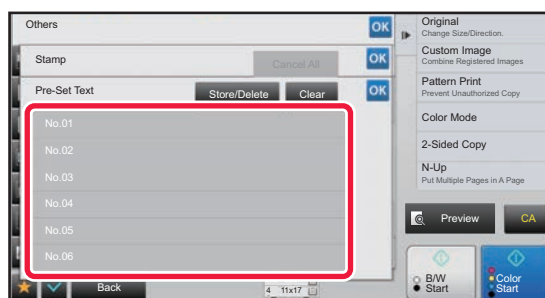 Others
OK
Stamp
Cancel All
OK
Pre-Set Text
Store/Delete
Clear
OK
No.01
No.02
No.03
No.04
No.05
No.06
Back
4 11x17
Original
Change Size/Direction.
Custom Image
Combine Registered Images
Pattern Print
Prevent Unauthorized Copy
Color Mode
2-Sided Copy
N-Up
Put Multiple Pages in A Page
Preview
CA
B/W
Start
Color
Start